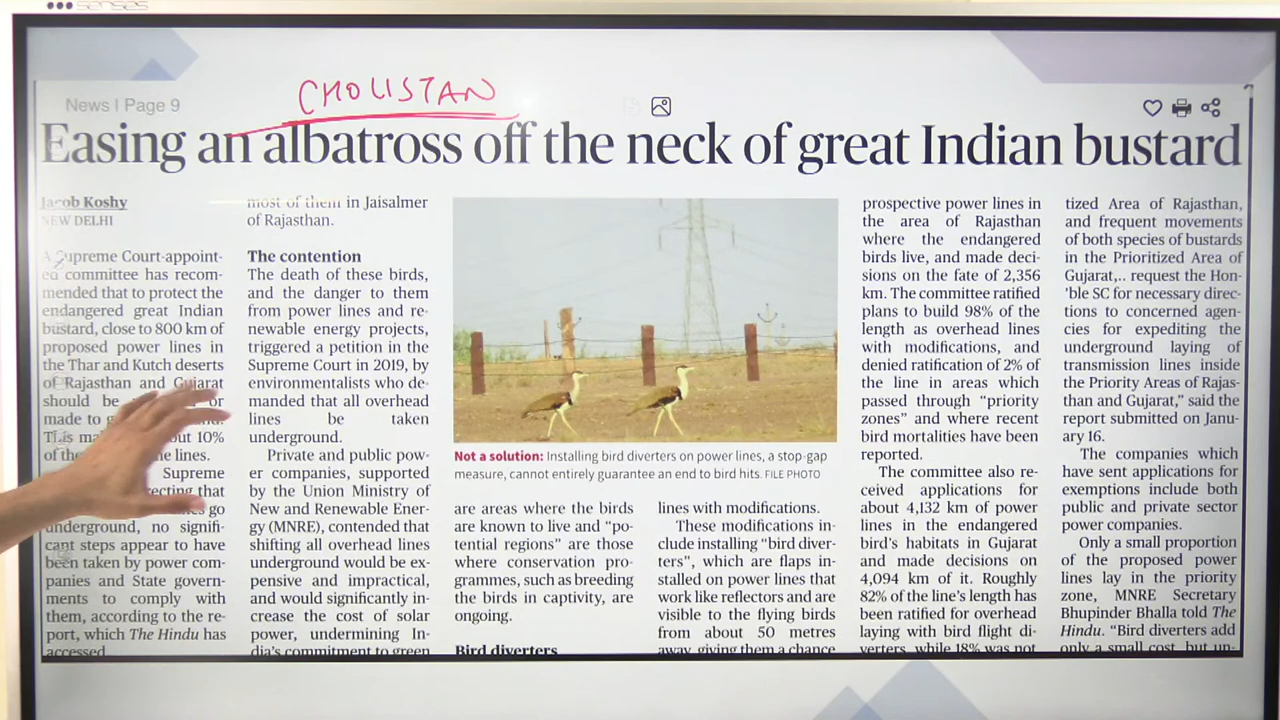 senses
CHOLISTAN
News | Page 9
Easing an albatross off the neck of great Indian bustard
Jacob Koshy
NEW DELHI
A Supreme Court-appoint-
ed committee has recom-
mended that to protect the
endangered great Indian
bustard, close to 800 km of
proposed power lines in
the Thar and Kutch deserts
of Rajasthan and Gujarat
should be or
made to
This 10%
of the lines.
Supreme
that
go
underground, no signifi-
cant steps appear to have
been taken by power com-
panies and State govern-
ments to comply with
them, according to the re-
port, which The Hindu has
accessed
most of them in Jaisalmer
of Rajasthan.
The contention
The death of these birds,
and the danger to them
from power lines and re-
newable energy projects,
triggered a petition in the
Supreme Court in 2019, by
environmentalists who de-
manded that all overhead
lines be taken
underground.
Private and public pow-
er companies, supported
by the Union Ministry of
New and Renewable Ener-
gy (MNRE), contended that
shifting all overhead lines
underground would be ex-
pensive and impractical,
and would significantly in-
crease the cost of solar
power, undermining In-
dia's commitment to green
Not a solution: Installing bird diverters on power lines, a stop-gap
measure, cannot entirely guarantee an end to bird hits. FILE PHOTO
are areas where the birds
are known to live and “po-
tential regions” are those
where conservation pro-
grammes, such as breeding
the birds in captivity, are
ongoing.
Bird diverters
lines with modifications.
These modifications in-
clude installing “bird diver-
ters”, which are flaps in-
stalled on power lines that
work like reflectors and are
visible to the flying birds
from about 50 metres
away, giving them a chance
prospective power lines in
the area of Rajasthan
where the endangered
birds live, and made deci-
sions on the fate of 2,356
km. The committee ratified
plans to build 98% of the
length as overhead lines
with modifications, and
denied ratification of 2% of
the line in areas which
passed through “priority
zones” and where recent
bird mortalities have been
reported.
The committee also re-
ceived applications for
about 4,132 km of power
lines in the endangered
bird's habitats in Gujarat
and made decisions on
4,094 km of it. Roughly
82% of the line's length has
been ratified for overhead
laying with bird flight di-
verters, while 18% was not
tized Area of Rajasthan,
and frequent movements
of both species of bustards
in the Prioritized Area of
Gujarat,.. request the Hon-
'ble SC for necessary direc-
tions to concerned agen-
cies for expediting the
underground laying of
transmission lines inside
the Priority Areas of Rajas-
than and Gujarat,” said the
report submitted on Janu-
ary 16.
The companies which
have sent applications for
exemptions include both
public and private sector
power companies.
Only a small proportion
of the proposed power
lines lay in the priority
zone, MNRE Secretary
Bhupinder Bhalla told The
Hindu. “Bird diverters add
only a small cost, but un-